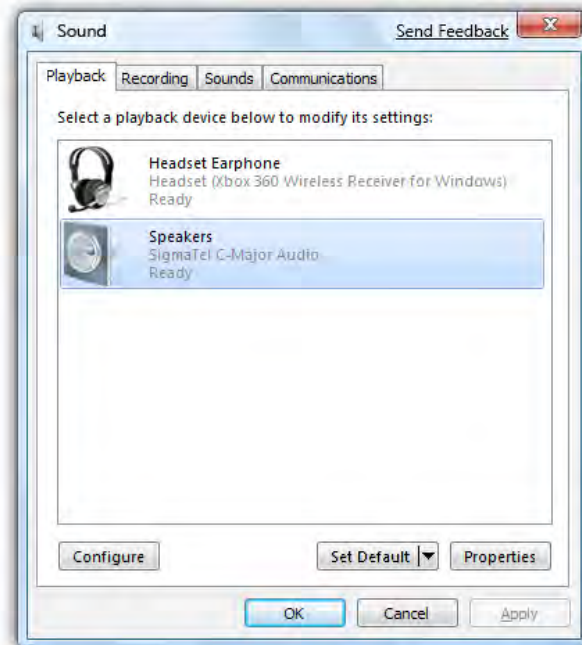 Sound
Send Feedback
Playback Recording Sounds Communications
Select a playback device below to modify its settings:
Headset Earphone
Headset (Xbox 360 Wireless Receiver for Windows)
Ready
Speakers
SigmaTel C-Major Audio
Ready
Configure
Set Default
Properties
OK
Cancel
Apply